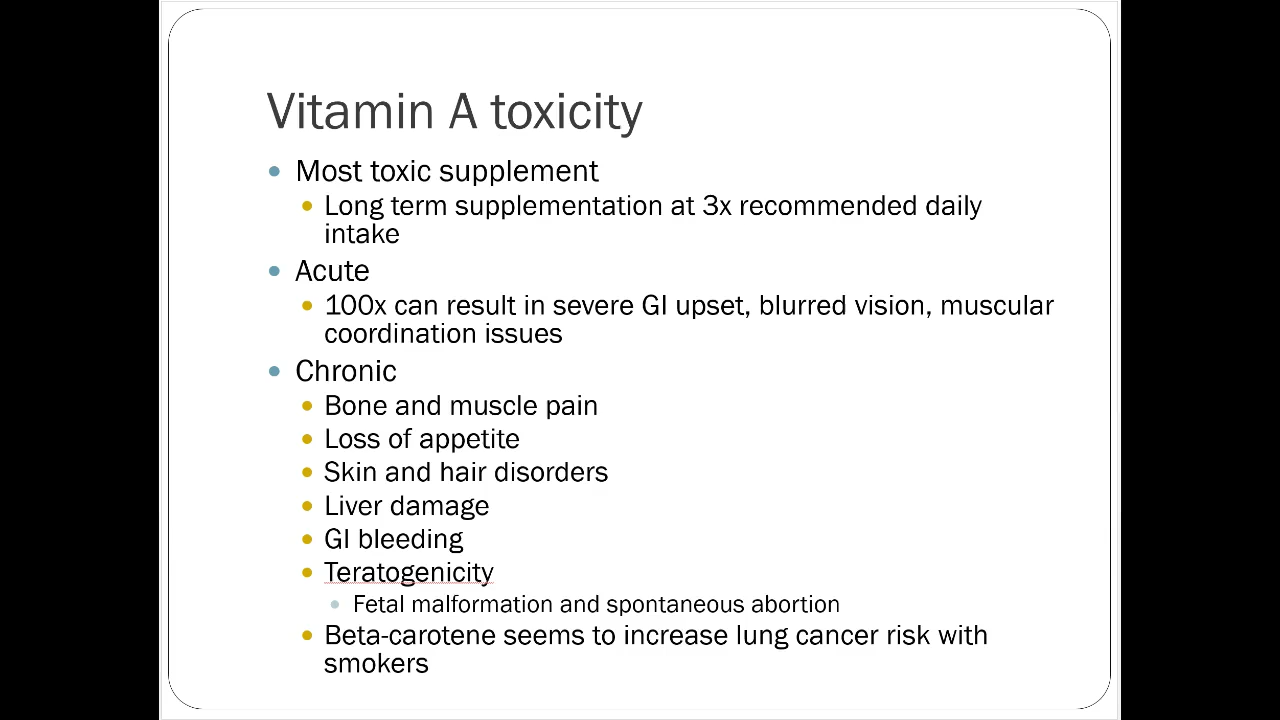 Vitamin A toxicity
• Most toxic supplement
• Long term supplementation at 3x recommended daily
intake
• Acute
• 100x can result in severe GI upset, blurred vision, muscular
coordination issues
• Chronic
• Bone and muscle pain
• Loss of appetite
• Skin and hair disorders
• Liver damage
• GI bleeding
• Teratogenicity
• Fetal malformation and spontaneous abortion
• Beta-carotene seems to increase lung cancer risk with
smokers